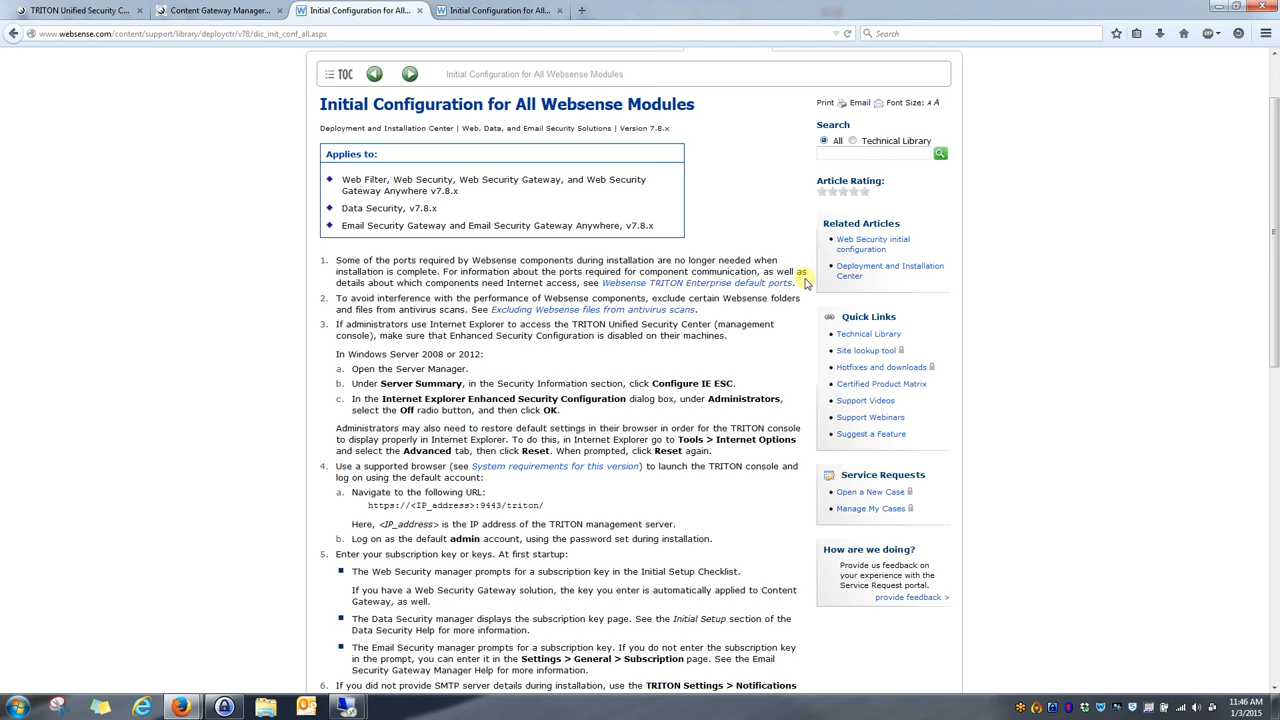 TRITON Unified Security C...
Content Gateway Manager...
Initial Configuration for All...
Initial Configuration for All...
www.websense.com/content/support/library/deployctr/v78/dic_init_conf_all.aspx
Search
TOC
Initial Configuration for All Websense Modules
Initial Configuration for All Websense Modules
Deployment and Installation Center | Web, Data, and Email Security Solutions | Version 7.8.x
Applies to:
Web Filter, Web Security, Web Security Gateway, and Web Security
Gateway Anywhere v7.8.x
Data Security, v7.8.x
Email Security Gateway and Email Security Gateway Anywhere, v7.8.x
1. Some of the ports required by Websense components during installation are no longer needed when
installation is complete. For information about the ports required for component communication, as well as
details about which components need Internet access, see Websense TRITON Enterprise default ports.
2. To avoid interference with the performance of Websense components, exclude certain Websense folders
and files from antivirus scans. See Excluding Websense files from antivirus scans.
3. If administrators use Internet Explorer to access the TRITON Unified Security Center (management
console), make sure that Enhanced Security Configuration is disabled on their machines.
In Windows Server 2008 or 2012:
a. Open the Server Manager.
b. Under Server Summary, in the Security Information section, click Configure IE ESC.
c. In the Internet Explorer Enhanced Security Configuration dialog box, under Administrators,
select the Off radio button, and then click OK.
Administrators may also need to restore default settings in their browser in order for the TRITON console
to display properly in Internet Explorer. To do this, in Internet Explorer go to Tools > Internet Options
and select the Advanced tab, then click Reset. When prompted, click Reset again.
4. Use a supported browser (see System requirements for this version) to launch the TRITON console and
log on using the default account:
a. Navigate to the following URL:
https://<IP_address>:9443/triton/
Here, <IP_address> is the IP address of the TRITON management server.
b. Log on as the default admin account, using the password set during installation.
5. Enter your subscription key or keys. At first startup:
The Web Security manager prompts for a subscription key in the Initial Setup Checklist.
If you have a Web Security Gateway solution, the key you enter is automatically applied to Content
Gateway, as well.
The Data Security manager displays the subscription key page. See the Initial Setup section of the
Data Security Help for more information.
The Email Security manager prompts for a subscription key. If you do not enter the subscription key
in the prompt, you can enter it in the Settings > General > Subscription page. See the Email
Security Gateway Manager Help for more information.
6. If you did not provide SMTP server details during installation, use the TRITON Settings > Notifications
Print Email Font Size: A A
Search
All Technical Library
Article Rating:
Related Articles
Web Security initial
configuration
Deployment and Installation
Center
Quick Links
Technical Library
Site lookup tool
Hotfixes and downloads
Certified Product Matrix
Support Videos
Support Webinars
Suggest a Feature
Service Requests
Open a New Case
Manage My Cases
How are we doing?
Provide us feedback on
your experience with the
Service Request portal.
provide feedback >
11:46 AM
1/3/2015